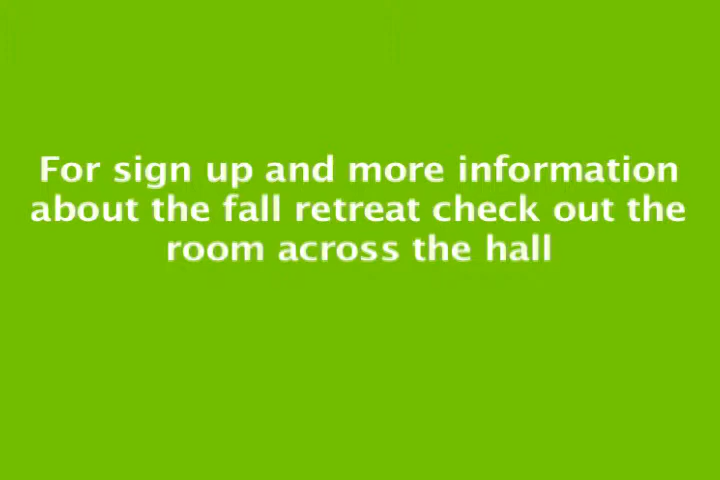 For sign up and more information
about the fall retreat check out the
room across the hall